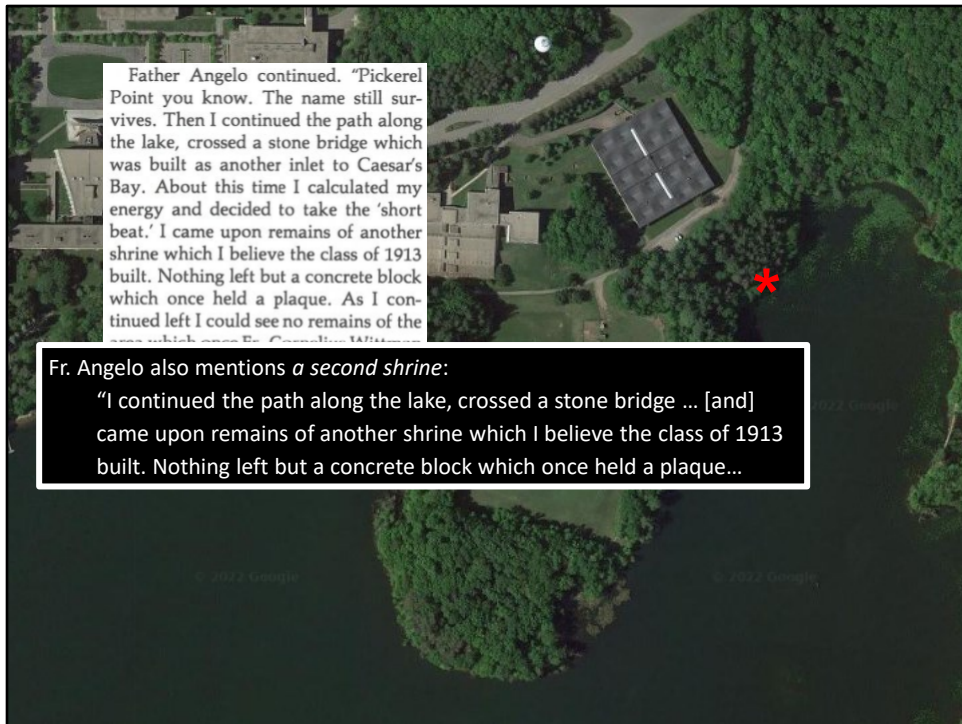 Father Angelo continued. “Pickerel
Point you know. The name still sur-
vives. Then I continued the path along
the lake, crossed a stone bridge which
was built as another inlet to Caesar’s
Bay. About this time I calculated my
energy and decided to take the ‘short
beat.’ I came upon remains of another
shrine which I believe the class of 1913
built. Nothing left but a concrete block
which once held a plaque. As I con-
tinued left I could see no remains of the
area which once Fr. Cornelius Wittman
Fr. Angelo also mentions a second shrine:
“I continued the path along the lake, crossed a stone bridge … [and]
came upon remains of another shrine which I believe the class of 1913
built. Nothing left but a concrete block which once held a plaque…
*
2022 Google
© 2022 Google
© 2022 Google